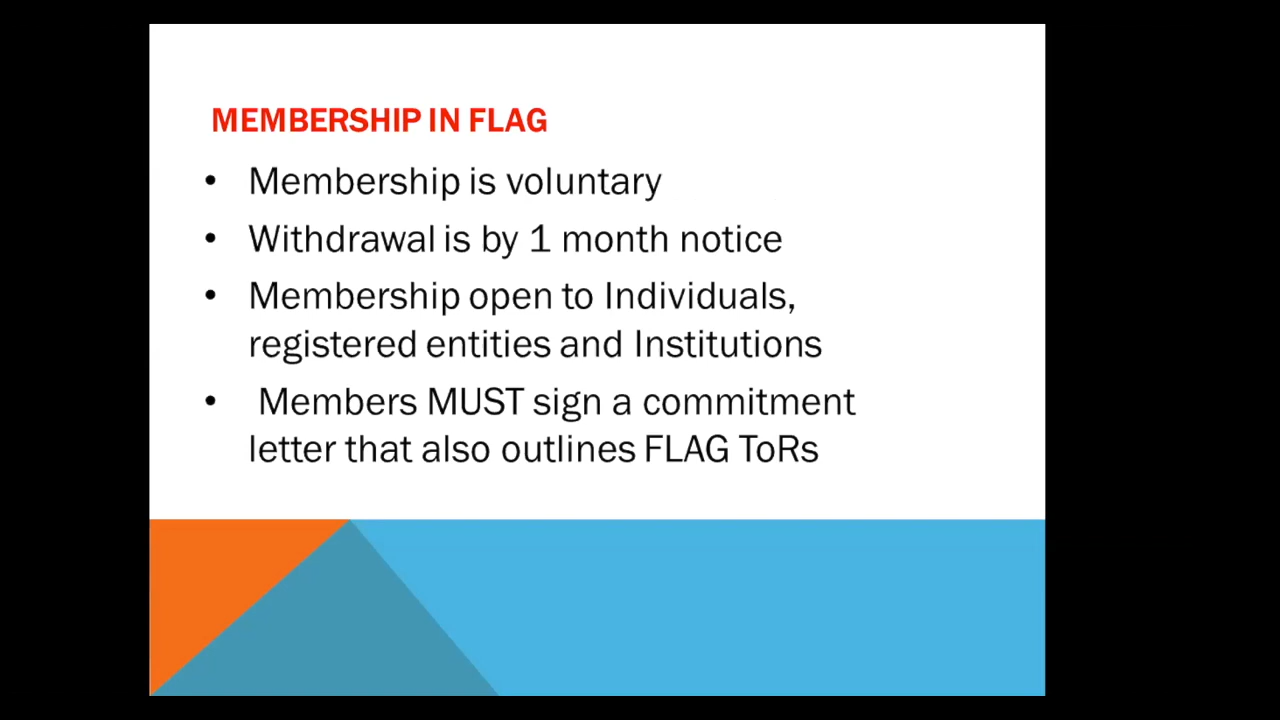 MEMBERSHIP IN FLAG
• Membership is voluntary
• Withdrawal is by 1 month notice
• Membership open to Individuals,
registered entities and Institutions
• Members MUST sign a commitment
letter that also outlines FLAG ToRs